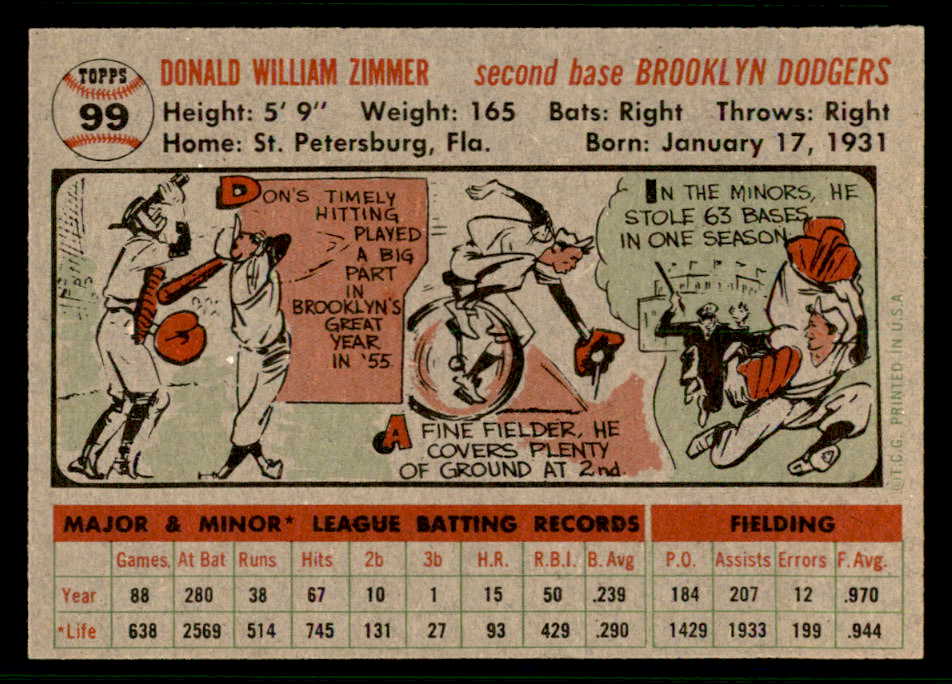 TOPPS
99
DONALD WILLIAM ZIMMER second base BROOKLYN DODGERS
Height: 5' 9" Weight: 165 Bats: Right Throws: Right
Home: St. Petersburg, Fla. Born: January 17, 1931
DON'S TIMELY
HITTING
PLAYED
A BIG
PART
IN
BROOKLYN'S
GREAT
YEAR
IN '55
A FINE FIELDER, HE
COVERS PLENTY
OF GROUND AT 2nd.
IN THE MINORS, HE
STOLE 63 BASES
IN ONE SEASON.
©T.C.G. PRINTED IN U.S.A.
MAJOR & MINOR* LEAGUE BATTING RECORDS FIELDING
Games At Bat Runs Hits 2b 3b H.R. R.B.I. B. Avg P.O. Assists Errors F. Avg.
Year 88 280 38 67 10 1 15 50 .239 184 207 12 .970
*Life 638 2569 514 745 131 27 93 429 .290 1429 1933 199 .944